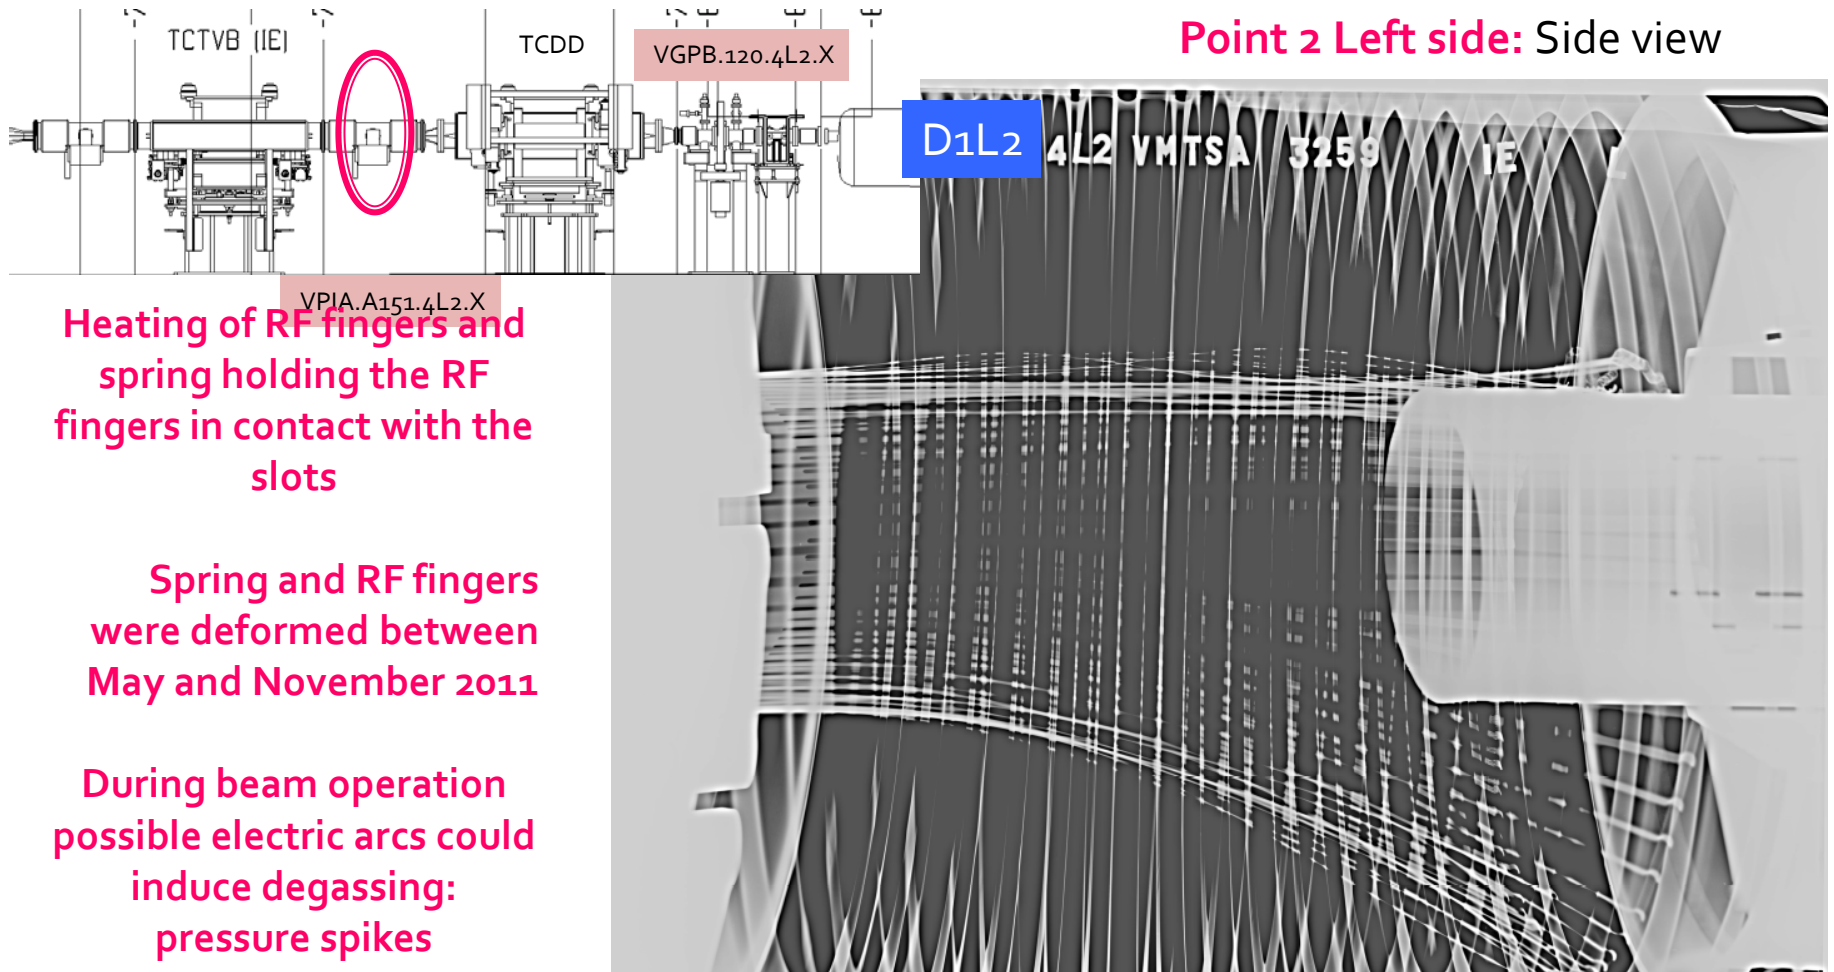 Point 2 Left side: Side view
TCTVB (IE)
TCDD
VGPB.120.4L2.X
D1L2
4L2 VMTSA 3259 IE
VPIA.A151.4L2.X
Heating of RF fingers and
spring holding the RF
fingers in contact with the
slots
Spring and RF fingers
were deformed between
May and November 2011
During beam operation
possible electric arcs could
induce degassing:
pressure spikes